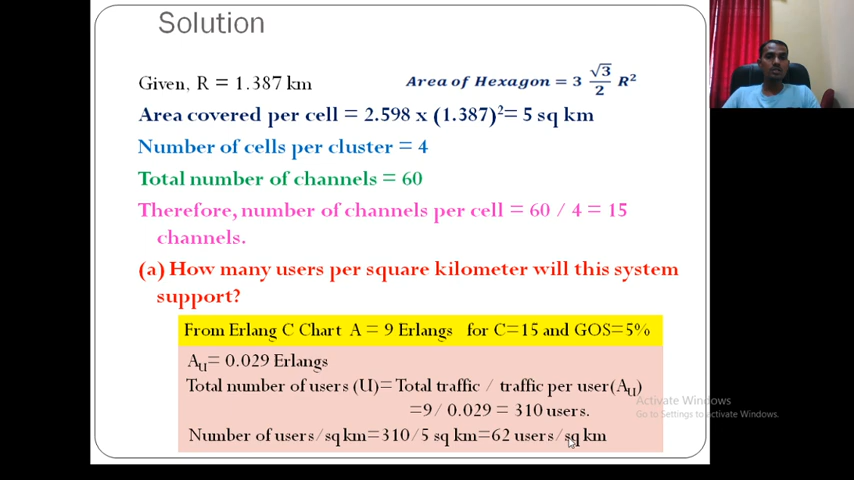 Solution
Given, R = 1.387 km
Area of Hexagon = 3 √3/2 R²
Area covered per cell = 2.598 x (1.387)²= 5 sq km
Number of cells per cluster = 4
Total number of channels = 60
Therefore, number of channels per cell = 60 / 4 = 15
channels.
(a) How many users per square kilometer will this system
support?
From Erlang C Chart A = 9 Erlangs for C=15 and GOS=5%
Aᵤ= 0.029 Erlangs
Total number of users (U)= Total traffic / traffic per user(Aᵤ)
=9/ 0.029 = 310 users.
Number of users/sq km=310/5 sq km=62 users/sq km
Activate Windows
Go to Settings to Activate Windows.